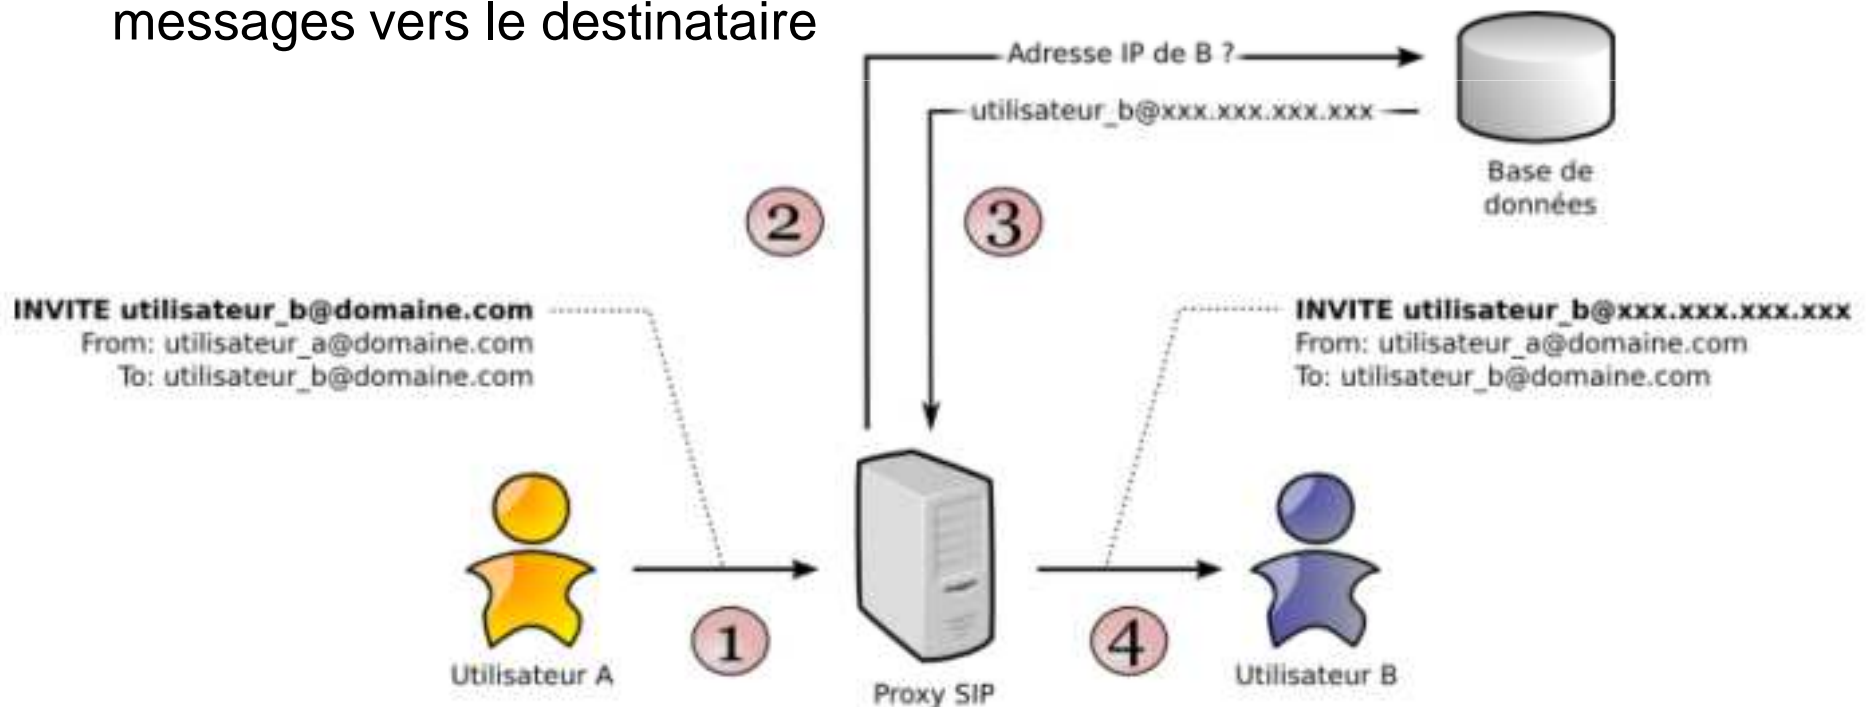 messages vers le destinataire
Adresse IP de B ?
utilisateur_b@xxx.xxx.xxx.xxx
Base de
données
2
3
INVITE utilisateur_b@domaine.com
From: utilisateur_a@domaine.com
To: utilisateur_b@domaine.com
INVITE utilisateur_b@xxx.xxx.xxx.xxx
From: utilisateur_a@domaine.com
To: utilisateur_b@domaine.com
1
4
Utilisateur A
Proxy SIP
Utilisateur B